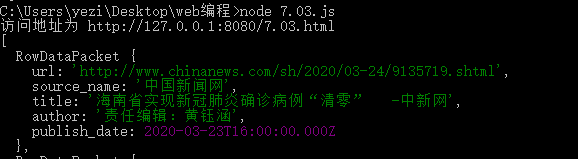 C:\Users\yezi\Desktop\web编程>node 7.03.js
访问地址为 http://127.0.0.1:8080/7.03.html
[
  RowDataPacket {
    url: 'http://www.chinanews.com/sh/2020/03-24/9135719.shtml',
    source_name: '中国新闻网',
    title: '海南省实现新冠肺炎确诊病例“清零”  -中新网',
    author: '责任编辑：黄钰涵',
    publish_date: 2020-03-23T16:00:00.000Z
  },
  RowDataPacket {